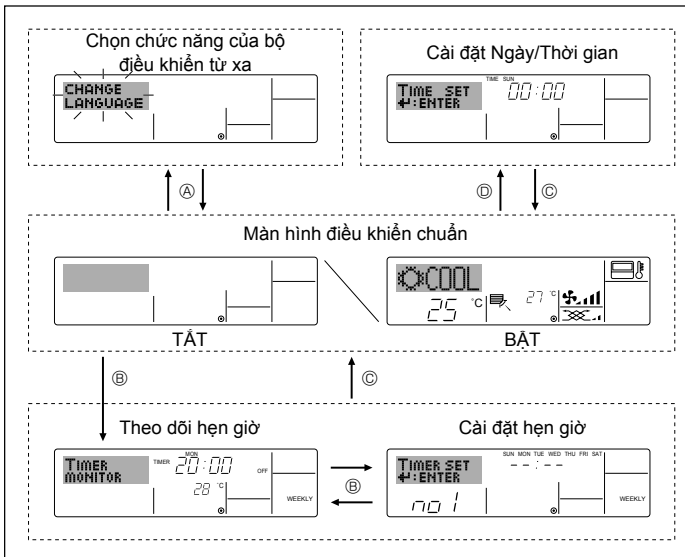 Chọn chức năng của bộ
điều khiển từ xa
CHANGE
LANGUAGE
Cài đặt Ngày/Thời gian
TIME SUN
TIME SET 00:00
↵:ENTER
Ⓐ
Ⓓ
Ⓒ
Màn hình điều khiển chuẩn
TẮT
COOL
25 °C 27 °C
BẬT
Ⓑ
Ⓒ
Theo dõi hẹn giờ
MON
TIMER TIMER 20:00 OFF
MONITOR
28 °C
WEEKLY
Ⓑ
Cài đặt hẹn giờ
SUN MON TUE WED THU FRI SAT
TIMER SET --:--
↵:ENTER
no 1 WEEKLY